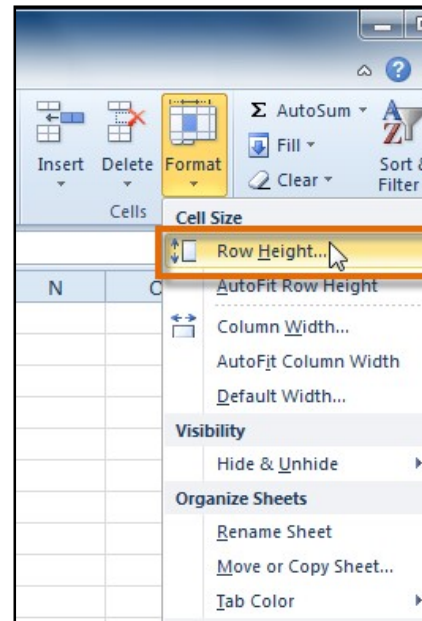 Σ AutoSum
Fill
Clear
Insert
Delete
Format
Sort &
Filter
Cells
Cell Size
Row Height...
N
AutoFit Row Height
Column Width...
AutoFit Column Width
Default Width...
Visibility
Hide & Unhide
Organize Sheets
Rename Sheet
Move or Copy Sheet...
Tab Color